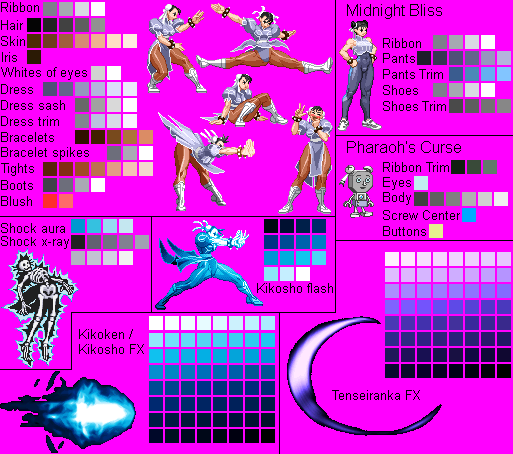 Ribbon
Hair
Skin
Iris
Whites of eyes
Dress
Dress sash
Dress trim
Bracelets
Bracelet spikes
Tights
Boots
Blush
Midnight Bliss
Ribbon
Pants
Pants Trim
Shoes
Shoes Trim
Pharaoh's Curse
Ribbon Trim
Eyes
Body
Screw Center
Buttons
Shock aura
Shock x-ray
Kikosho flash
Kikoken /
Kikosho FX
Tenseiranka FX